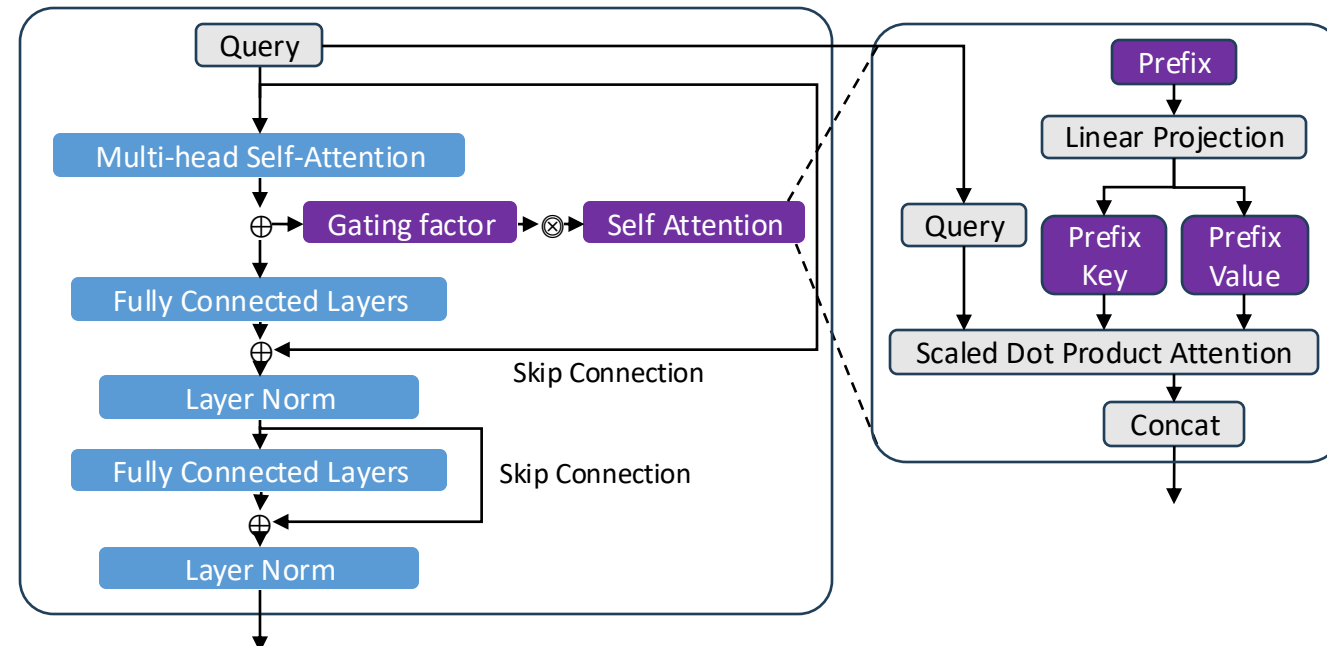 Query
Multi-head Self-Attention
Gating factor
Self Attention
Fully Connected Layers
Skip Connection
Layer Norm
Fully Connected Layers
Skip Connection
Layer Norm
Prefix
Linear Projection
Query
Prefix
Key
Prefix
Value
Scaled Dot Product Attention
Concat